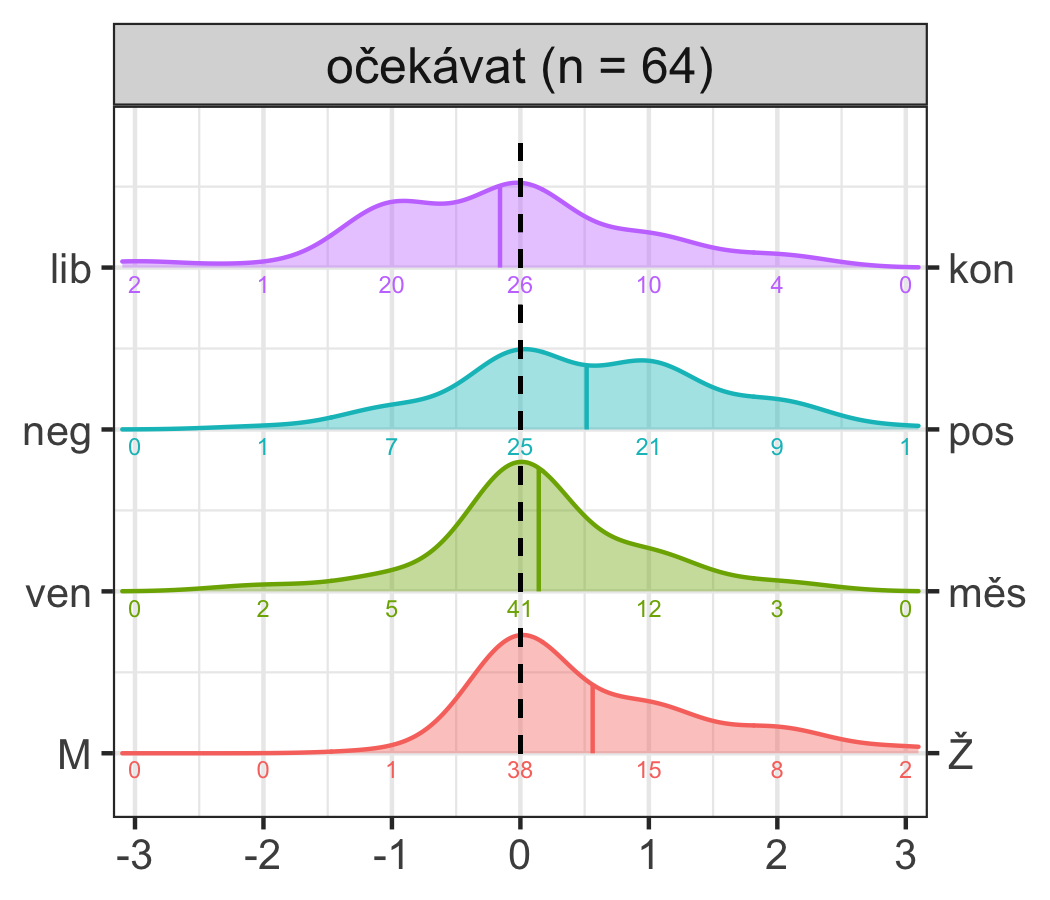 očekávat (n = 64)
lib kon
2 1 20 26 10 4 0
neg pos
0 1 7 25 21 9 1
ven měs
0 2 5 41 12 3 0
M Ž
0 0 1 38 15 8 2
-3 -2 -1 0 1 2 3